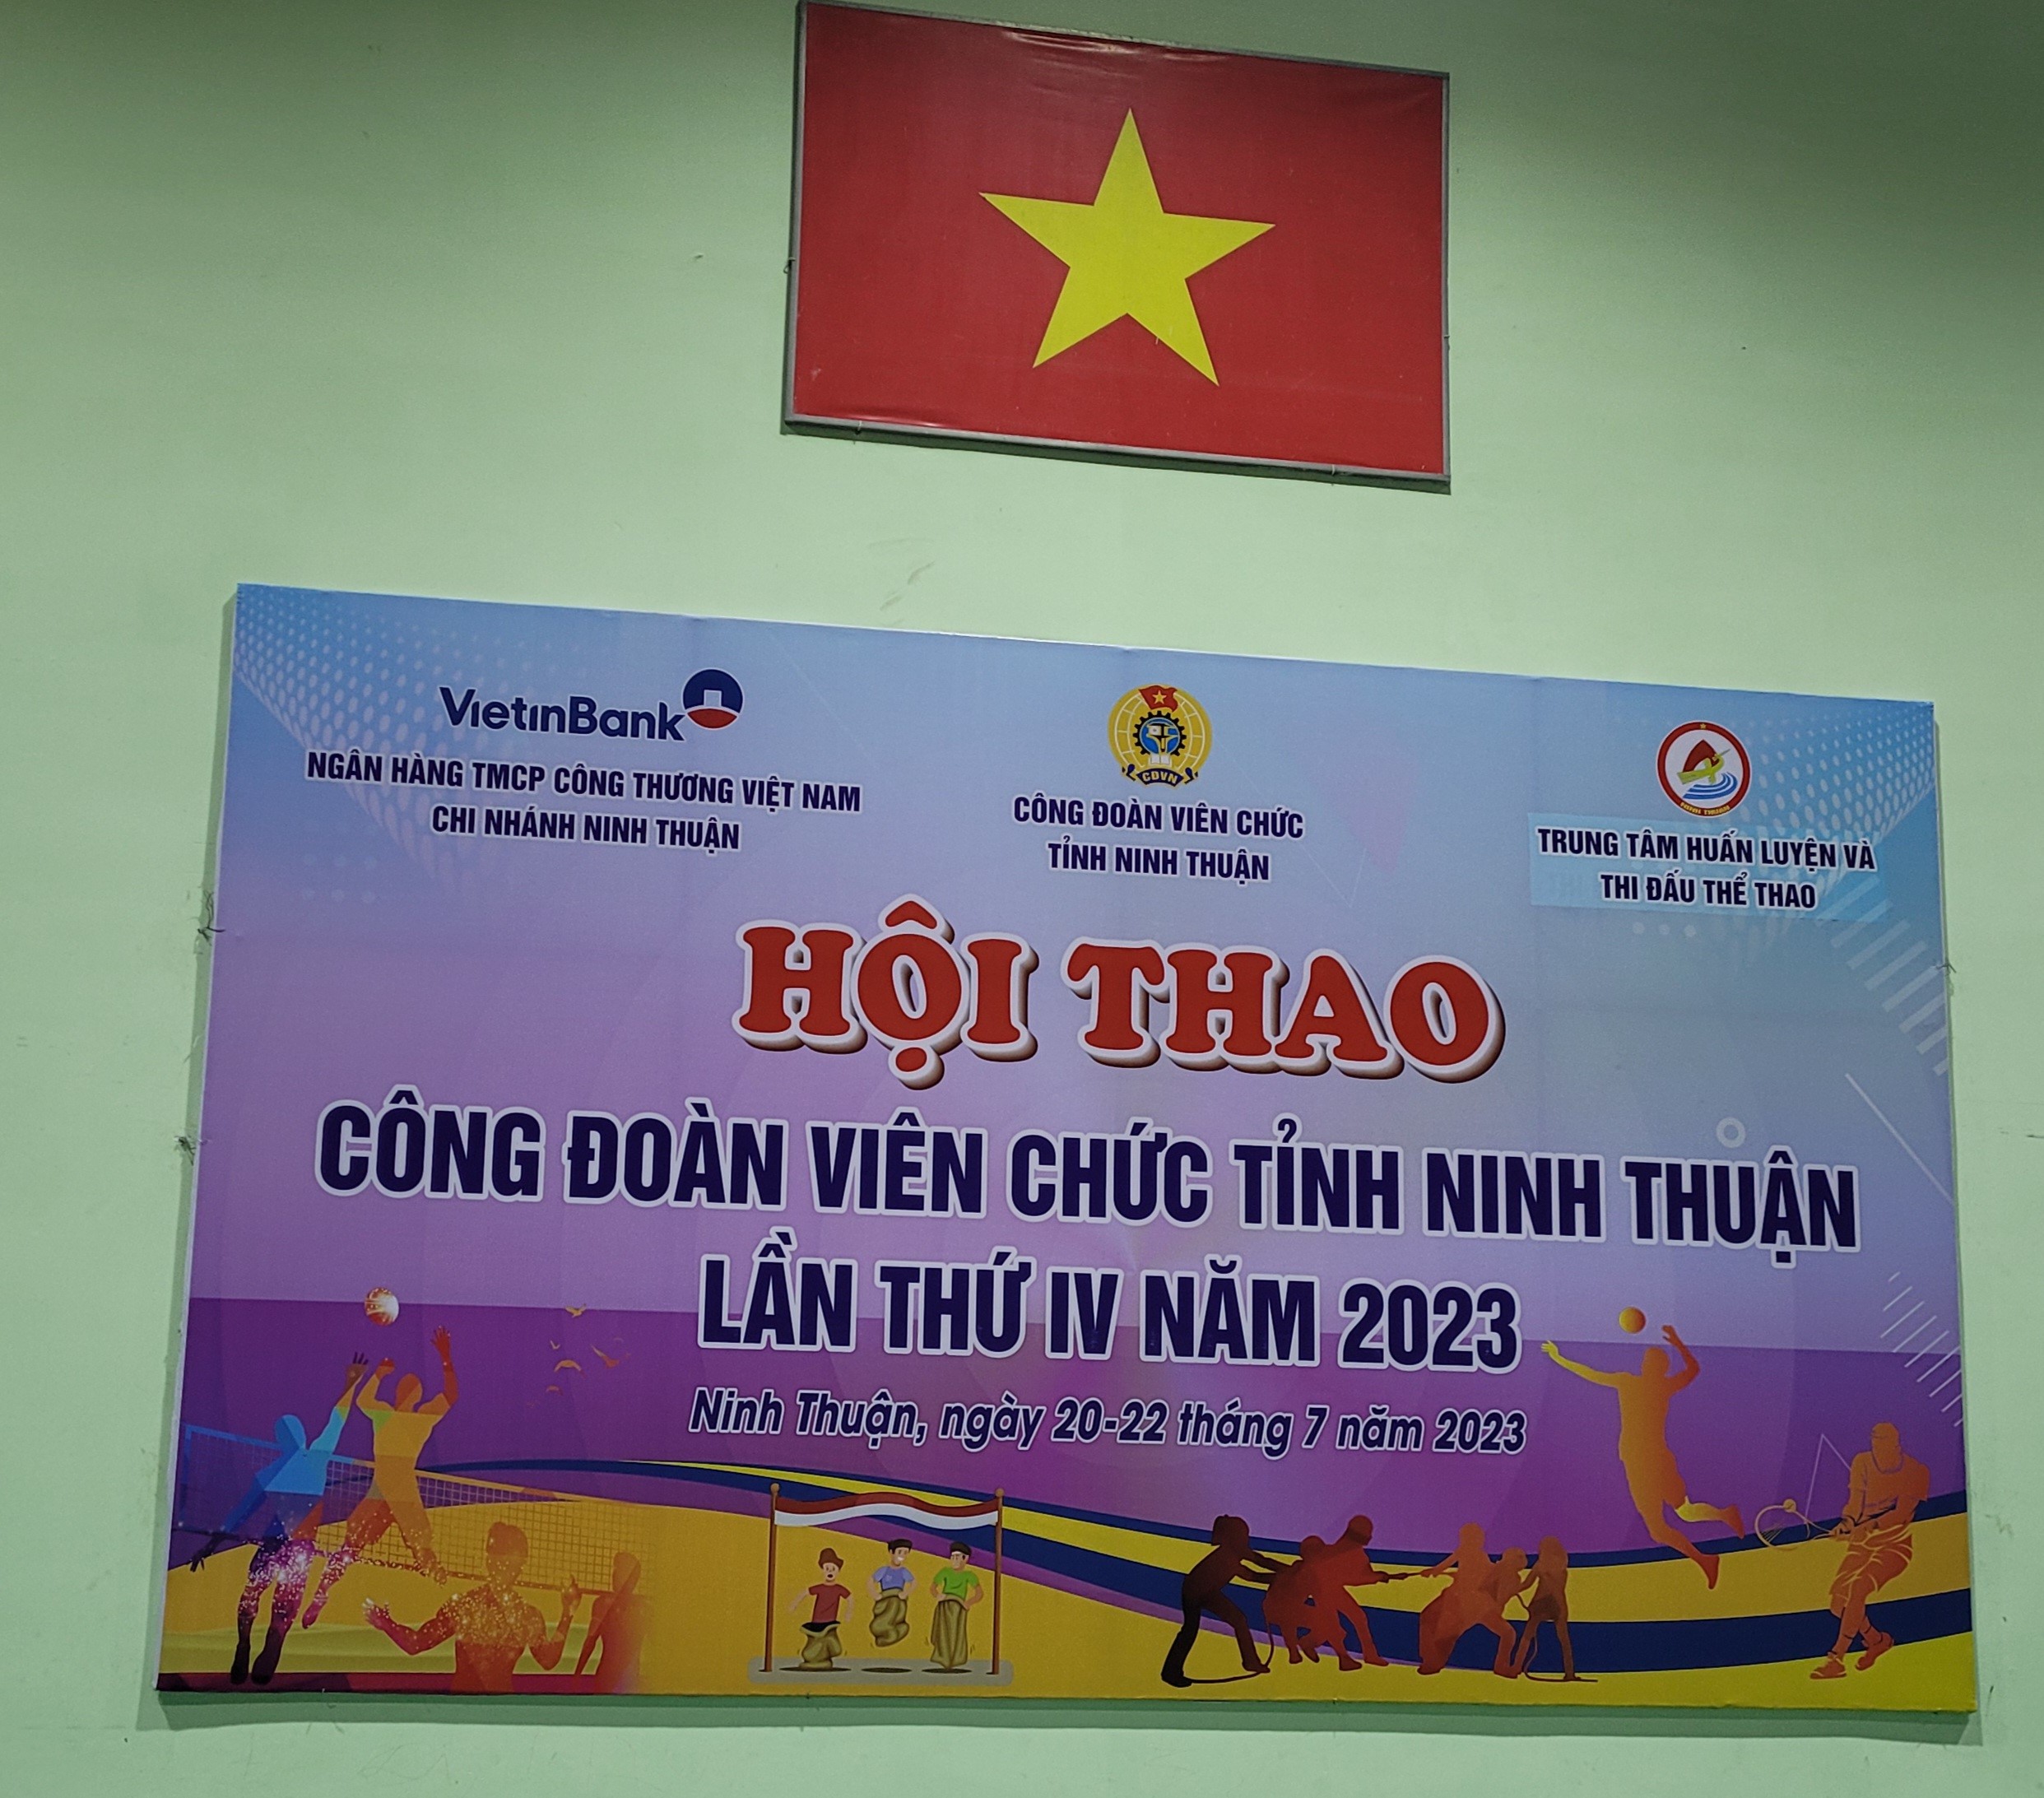 VietinBank
NGÂN HÀNG TMCP CÔNG THƯƠNG VIỆT NAM
CHI NHÁNH NINH THUẬN
CĐVN
CÔNG ĐOÀN VIÊN CHỨC
TỈNH NINH THUẬN
NINH THUẬN
TRUNG TÂM HUẤN LUYỆN VÀ
THI ĐẤU THỂ THAO
HỘI THAO
CÔNG ĐOÀN VIÊN CHỨC TỈNH NINH THUẬN
LẦN THỨ IV NĂM 2023
Ninh Thuận, ngày 20-22 tháng 7 năm 2023